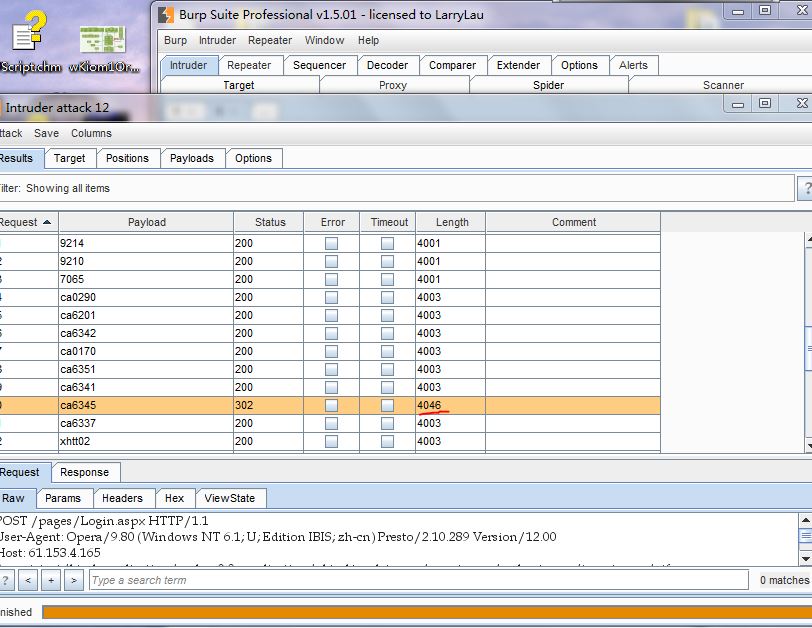 Burp Suite Professional v1.5.01 - licensed to LarryLau
Burp Intruder Repeater Window Help
Intruder Repeater Sequencer Decoder Comparer Extender Options Alerts
Target Proxy Spider Scanner
Intruder attack 12
ttack Save Columns
Results Target Positions Payloads Options
ilter: Showing all items
?
Request Payload Status Error Timeout Length Comment
9214 200 4001
2 9210 200 4001
3 7065 200 4001
4 ca0290 200 4003
5 ca6201 200 4003
6 ca6342 200 4003
7 ca0170 200 4003
8 ca6351 200 4003
9 ca6341 200 4003
0 ca6345 302 4046
ca6337 200 4003
2 xhtt02 200 4003
Request Response
Raw Params Headers Hex ViewState
POST /pages/Login.aspx HTTP/1.1
User-Agent: Opera/9.80 (Windows NT 6.1; U; Edition IBIS; zh-cn) Presto/2.10.289 Version/12.00
Host: 61.153.4.165
? < + > Type a search term 0 matches
nished